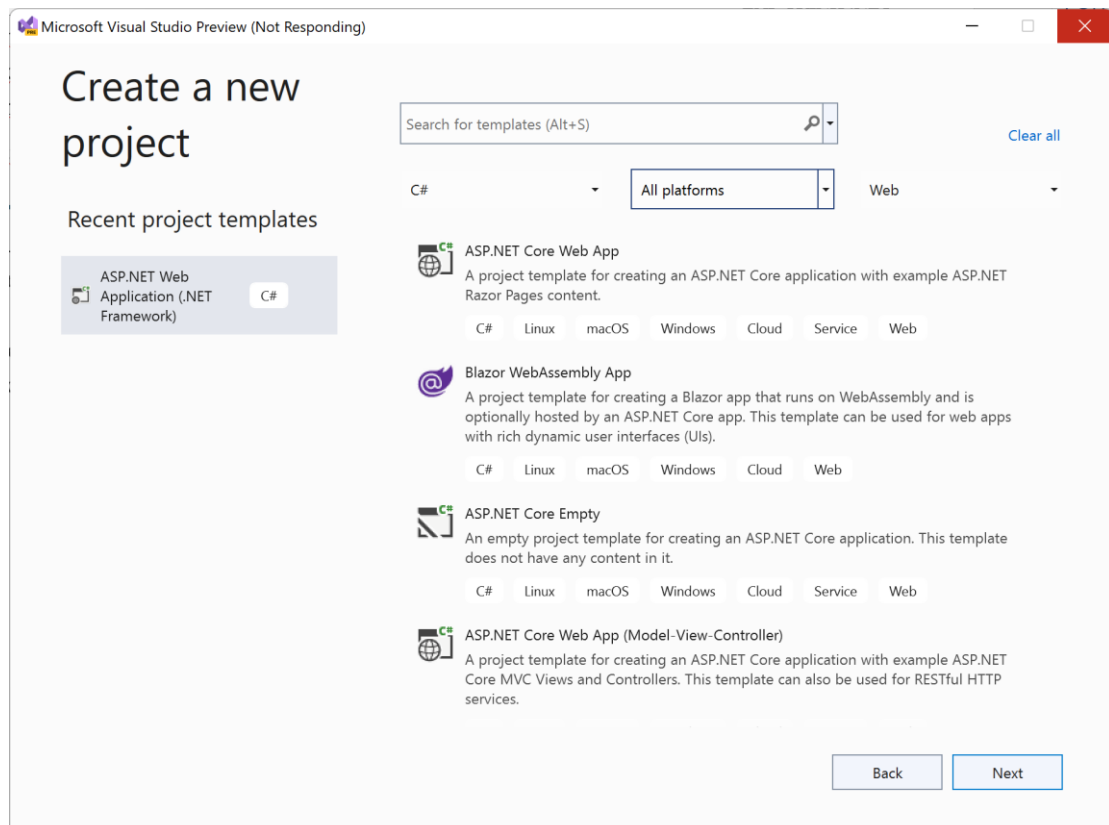 Microsoft Visual Studio Preview (Not Responding)
Create a new
project
Recent project templates
ASP.NET Web
Application (.NET
Framework)
C#
Search for templates (Alt+S)
Clear all
C#
All platforms
Web
ASP.NET Core Web App
A project template for creating an ASP.NET Core application with example ASP.NET
Razor Pages content.
C# Linux macOS Windows Cloud Service Web
Blazor WebAssembly App
A project template for creating a Blazor app that runs on WebAssembly and is
optionally hosted by an ASP.NET Core app. This template can be used for web apps
with rich dynamic user interfaces (UIs).
C# Linux macOS Windows Cloud Web
ASP.NET Core Empty
An empty project template for creating an ASP.NET Core application. This template
does not have any content in it.
C# Linux macOS Windows Cloud Service Web
ASP.NET Core Web App (Model-View-Controller)
A project template for creating an ASP.NET Core application with example ASP.NET
Core MVC Views and Controllers. This template can also be used for RESTful HTTP
services.
Back
Next